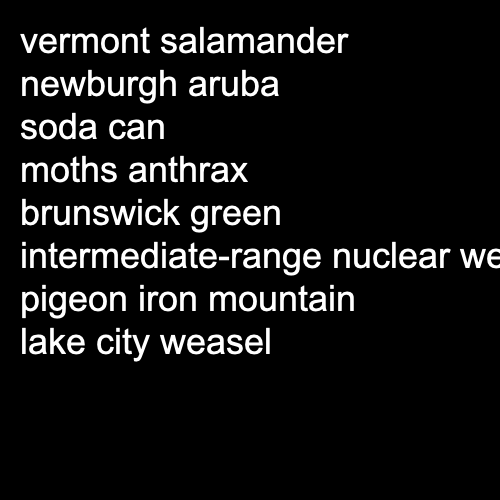 vermont salamander
newburgh aruba
soda can
moths anthrax
brunswick green
intermediate-range nuclear
pigeon iron mountain
lake city weasel